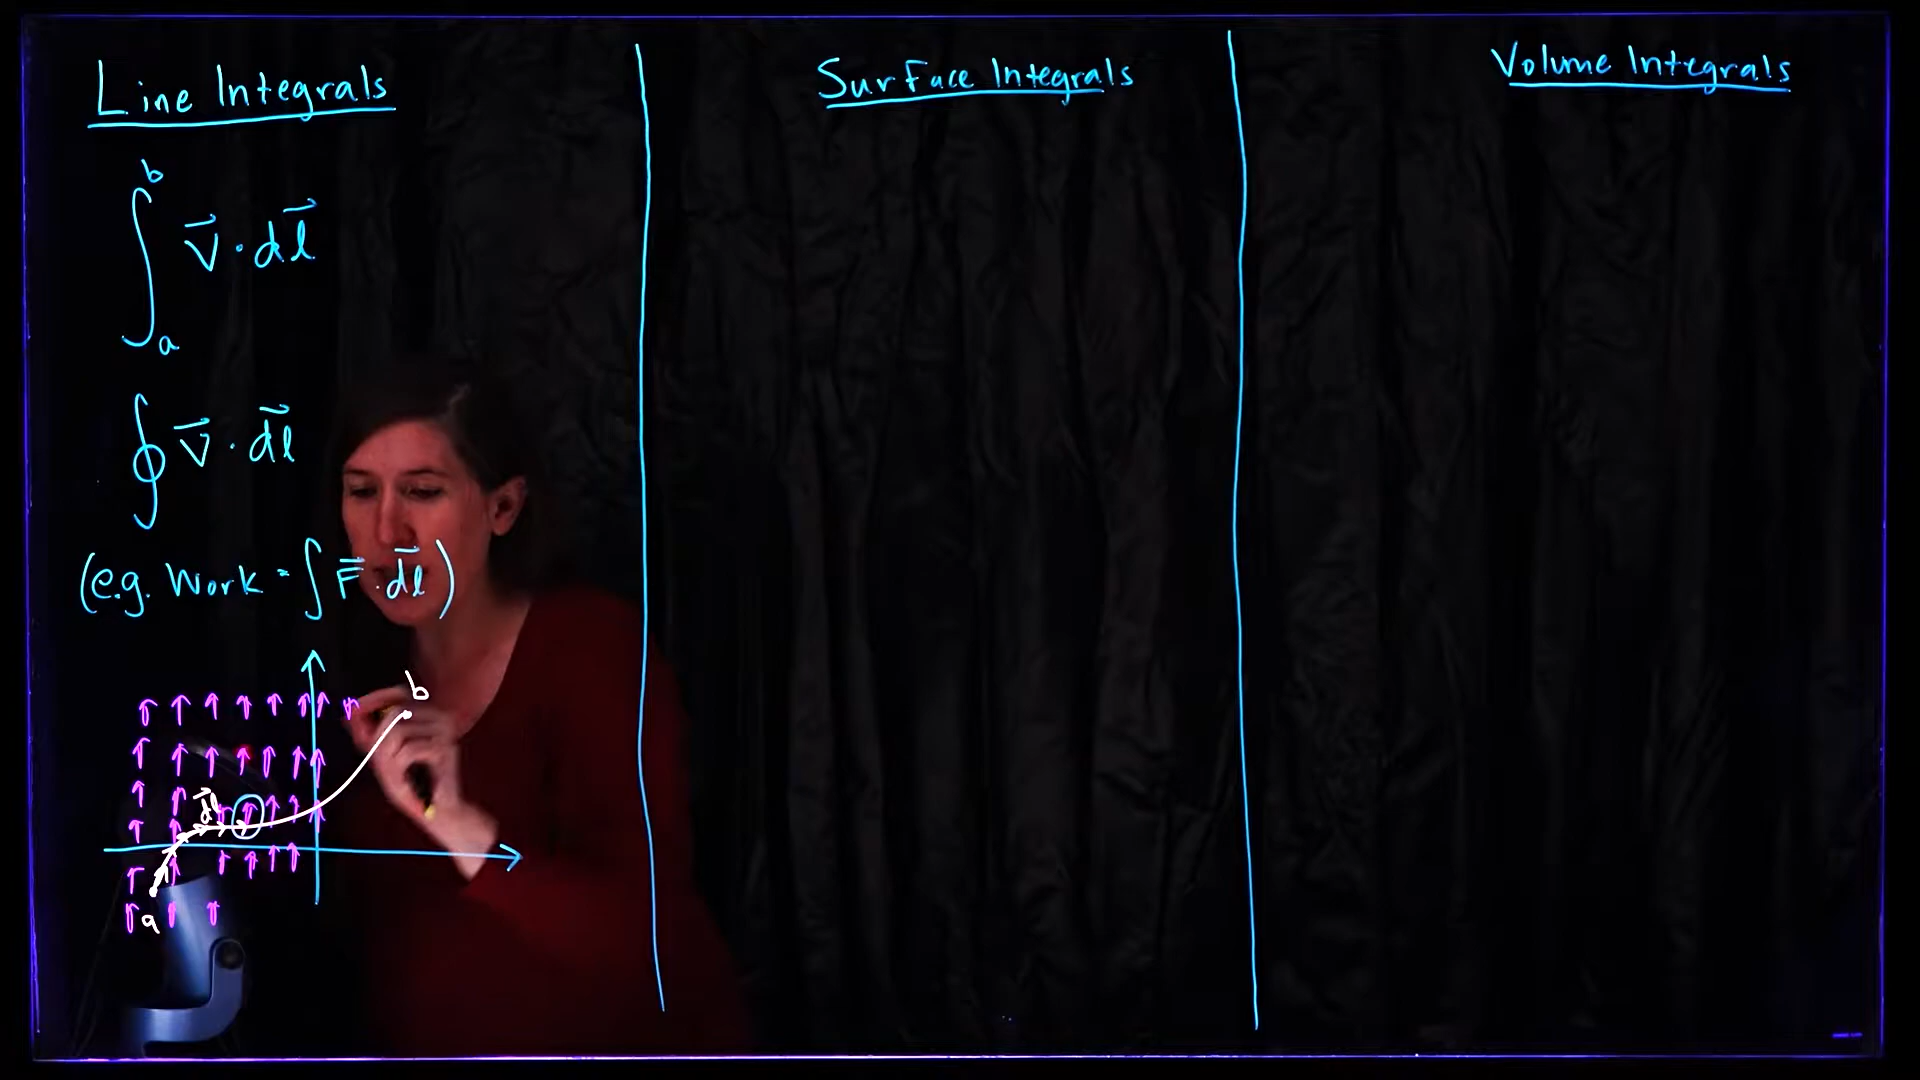 Line Integrals
∫_a^b v⃗ · dl⃗
∮ v⃗ · dl⃗
(e.g. Work = ∫ F⃗ · dl⃗)
b
dl⃗
a
Surface Integrals
Volume Integrals